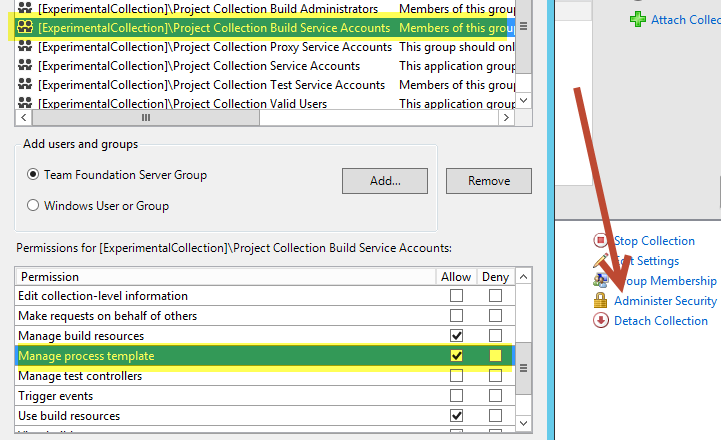 [ExperimentalCollection]\Project Collection Build Administrators Members of this group
[ExperimentalCollection]\Project Collection Build Service Accounts Members of this grou
[ExperimentalCollection]\Project Collection Proxy Service Accounts This group should onl
[ExperimentalCollection]\Project Collection Service Accounts This application group
[ExperimentalCollection]\Project Collection Test Service Accounts Members of this group
[ExperimentalCollection]\Project Collection Valid Users This application group
Add users and groups
Team Foundation Server Group
Windows User or Group
Add...
Remove
Permissions for [ExperimentalCollection]\Project Collection Build Service Accounts:
Permission Allow Deny
Edit collection-level information
Make requests on behalf of others
Manage build resources
Manage process template
Manage test controllers
Trigger events
Use build resources
Attach Collec
Stop Collection
Settings
Group Membership
Administer Security
Detach Collection